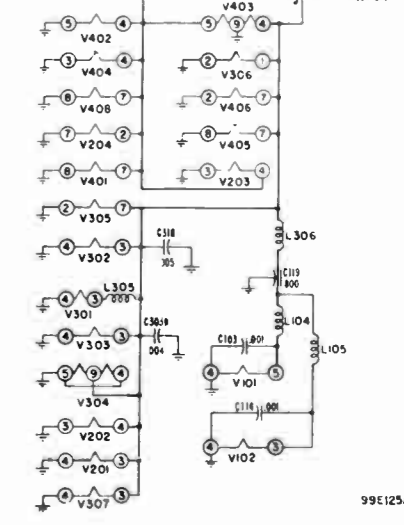 V403
5 4 5 9 4
V402
3 4 2 1
V404 V306
8 7 2 7
V408 V406
7 2 8 7
V204 V405
8 7 3 4
V401 V203
2 7
V305
L306
4 3 C318
V302 .05
C119
800
4 3 L305
V301
L104
4 3
V303 .004
C103 .001 L105
5 9 4 4 5
V304 V101
C116 .001
3 4
V202
4 3 4 3
V201 V102
4 3
V307
99E125